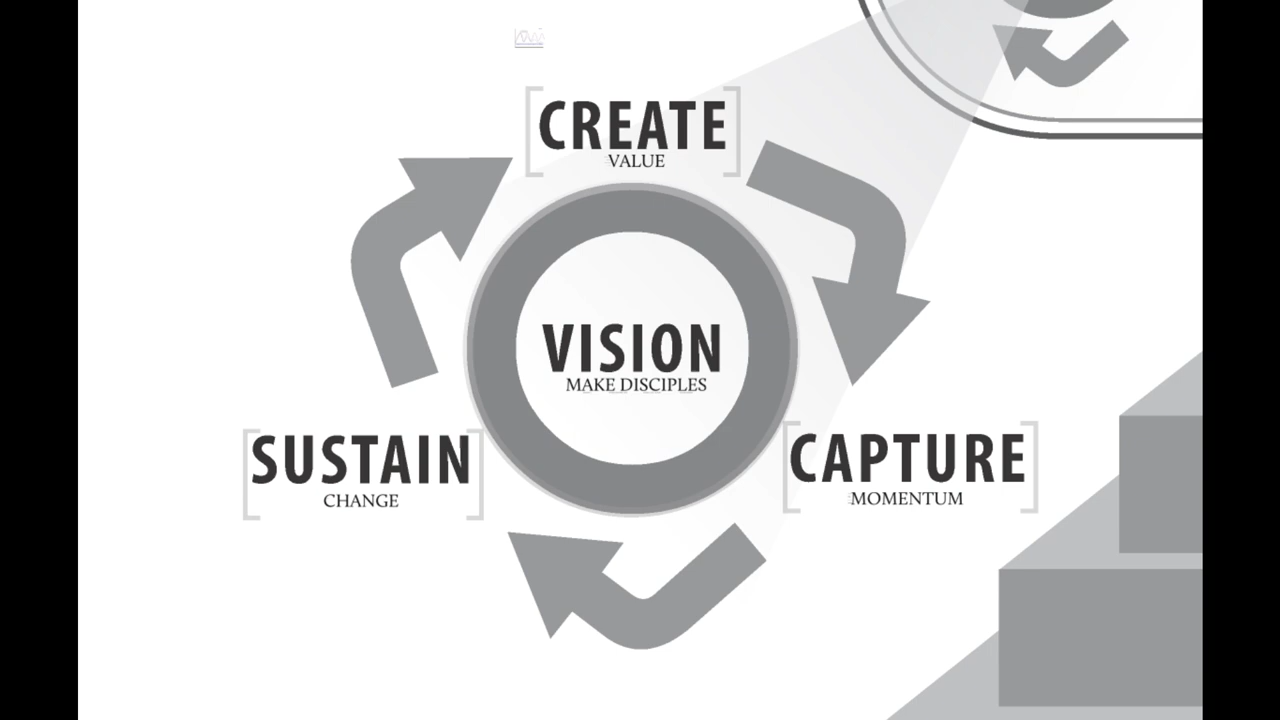 CREATE
VALUE
VISION
MAKE DISCIPLES
SUSTAIN
CHANGE
CAPTURE
MOMENTUM